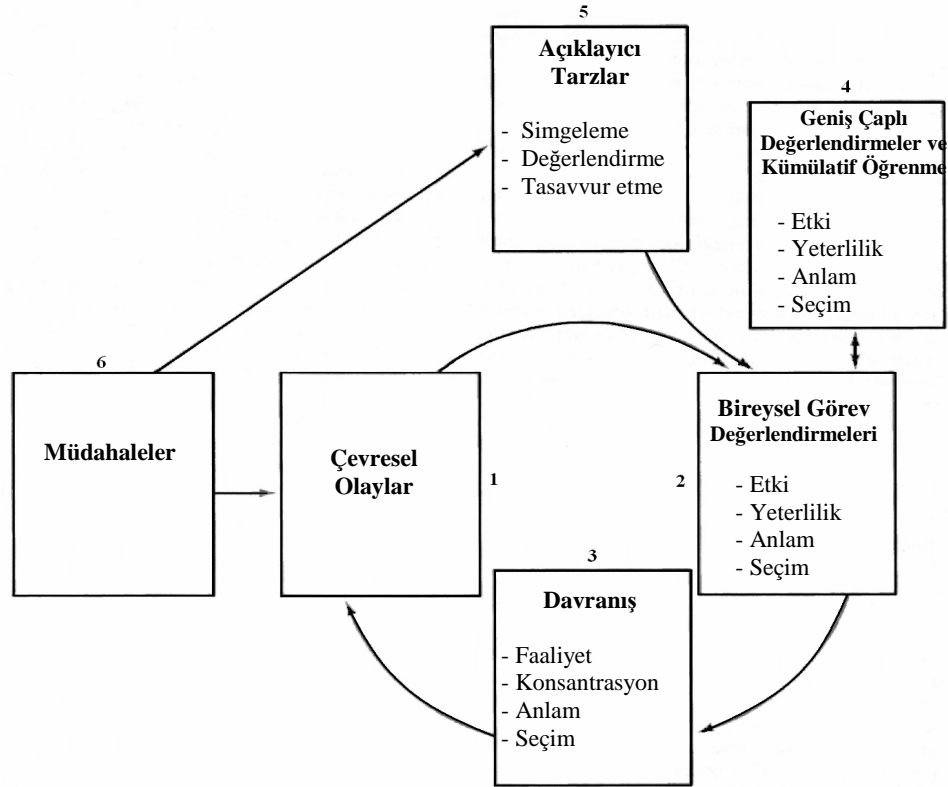 5
Açıklayıcı
Tarzlar
- Simgeleme
- Değerlendirme
- Tasavvur etme
4
Geniş Çaplı
Değerlendirmeler ve
Kümülatif Öğrenme
- Etki
- Yeterlilik
- Anlam
- Seçim
6
Müdahaleler
Çevresel
Olaylar
1
2
Bireysel Görev
Değerlendirmeleri
- Etki
- Yeterlilik
- Anlam
- Seçim
3
Davranış
- Faaliyet
- Konsantrasyon
- Anlam
- Seçim